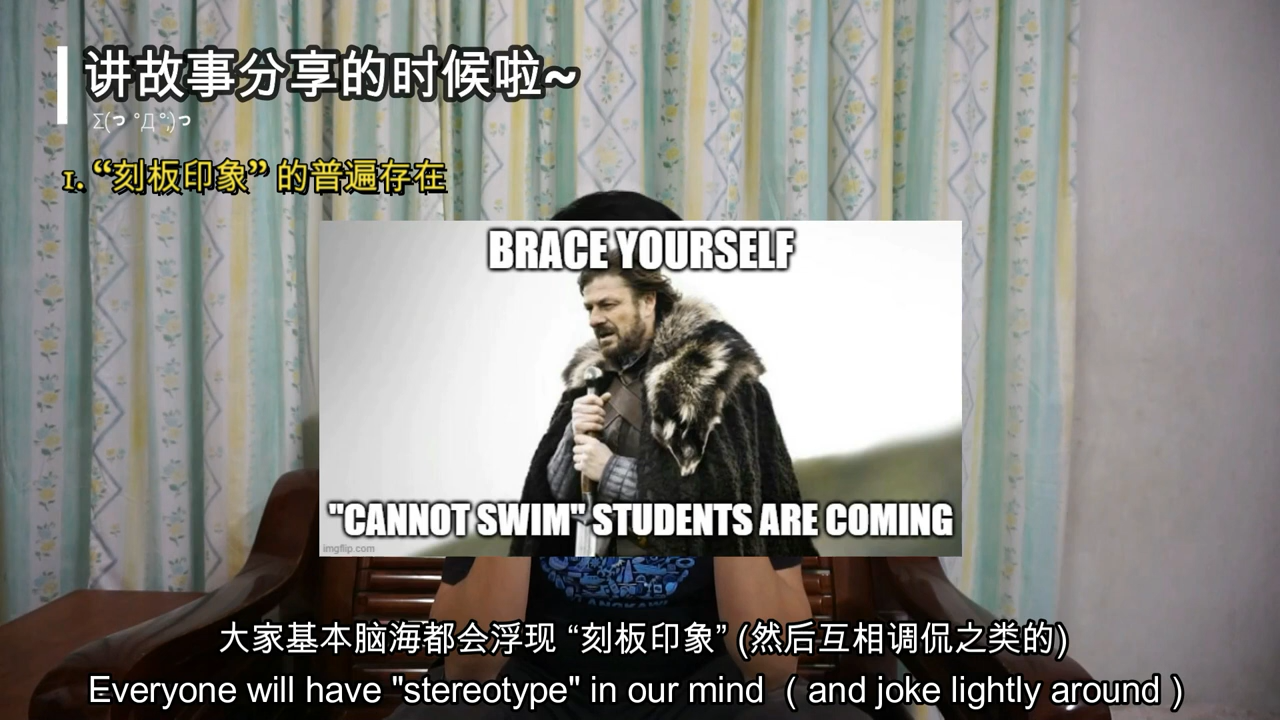 讲故事分享的时候啦~
Σ(っ °Д °;)っ
1. “刻板印象” 的普遍存在
BRACE YOURSELF
"CANNOT SWIM" STUDENTS ARE COMING
imgflip.com
大家基本脑海都会浮现 “刻板印象” (然后互相调侃之类的)
Everyone will have "stereotype" in our mind ( and joke lightly around )